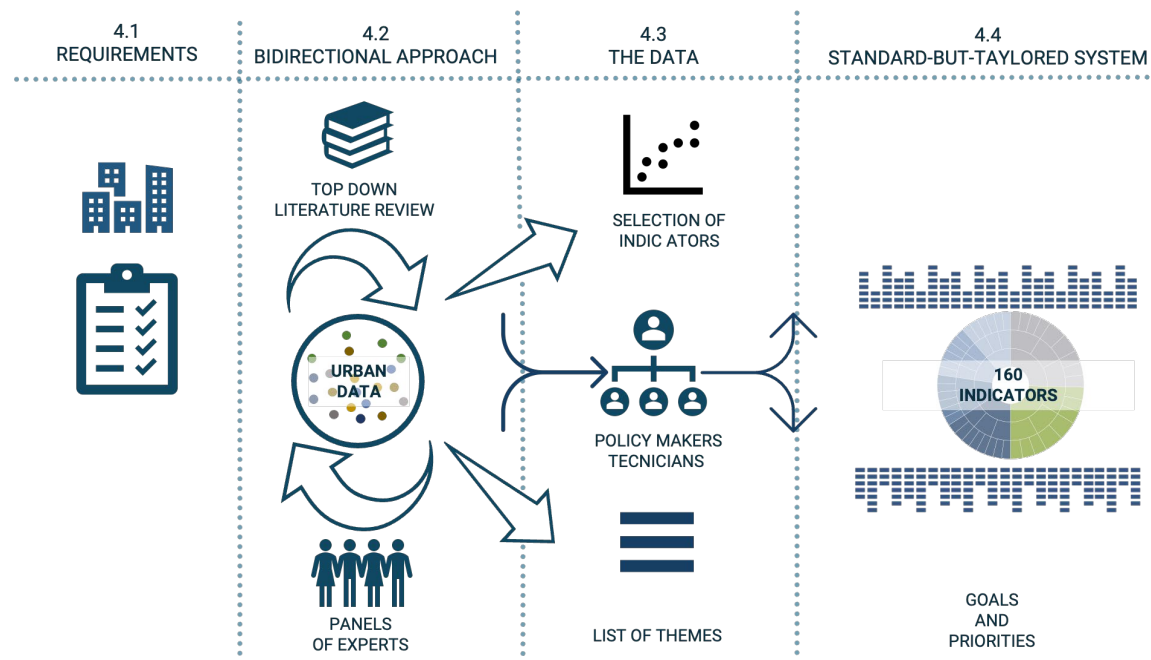 4.1
REQUIREMENTS
4.2
BIDIRECTIONAL APPROACH
4.3
THE DATA
4.4
STANDARD-BUT-TAYLORED SYSTEM
TOP DOWN
LITERATURE REVIEW
URBAN
DATA
PANELS
OF EXPERTS
SELECTION OF
INDIC ATORS
POLICY MAKERS
TECNICIANS
LIST OF THEMES
160
INDICATORS
GOALS
AND
PRIORITIES